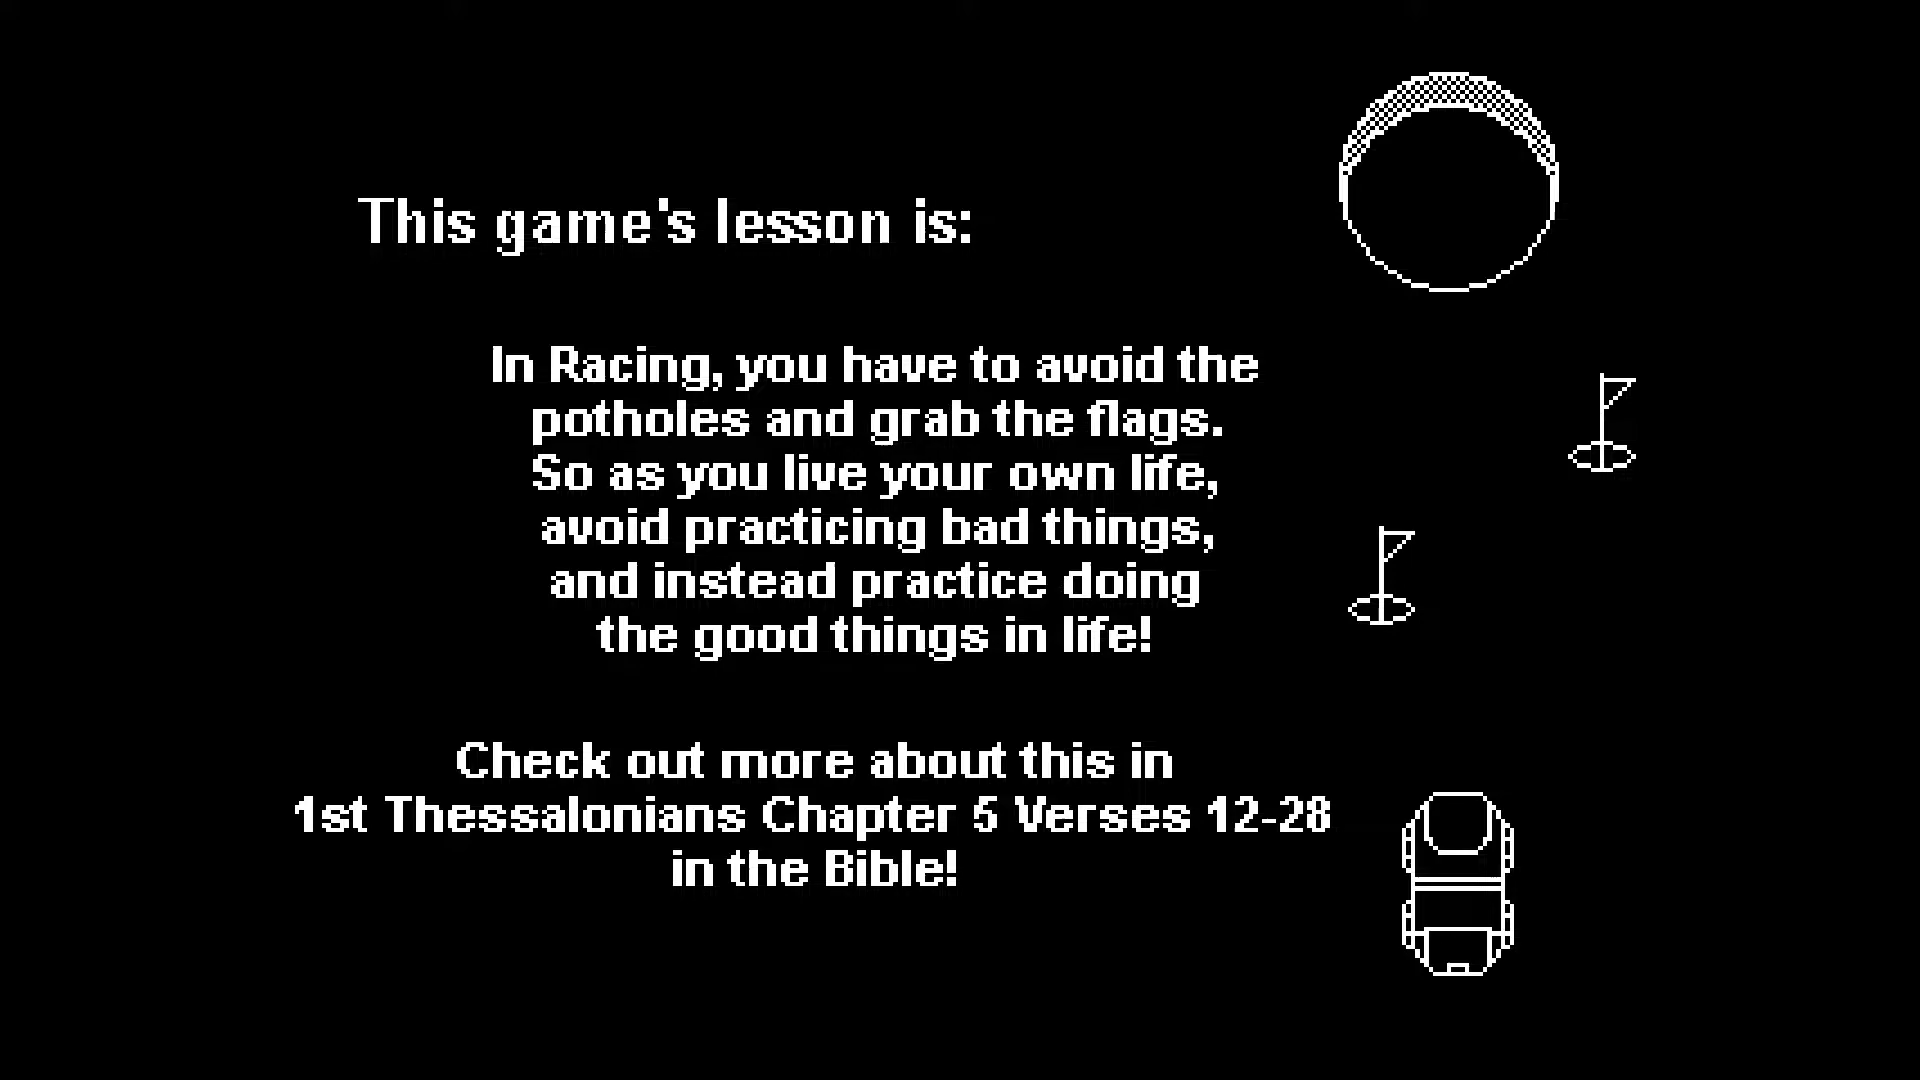 This game's lesson is:
In Racing, you have to avoid the
potholes and grab the flags.
So as you live your own life,
avoid practicing bad things,
and instead practice doing
the good things in life!
Check out more about this in
1st Thessalonians Chapter 5 Verses 12-28
in the Bible!